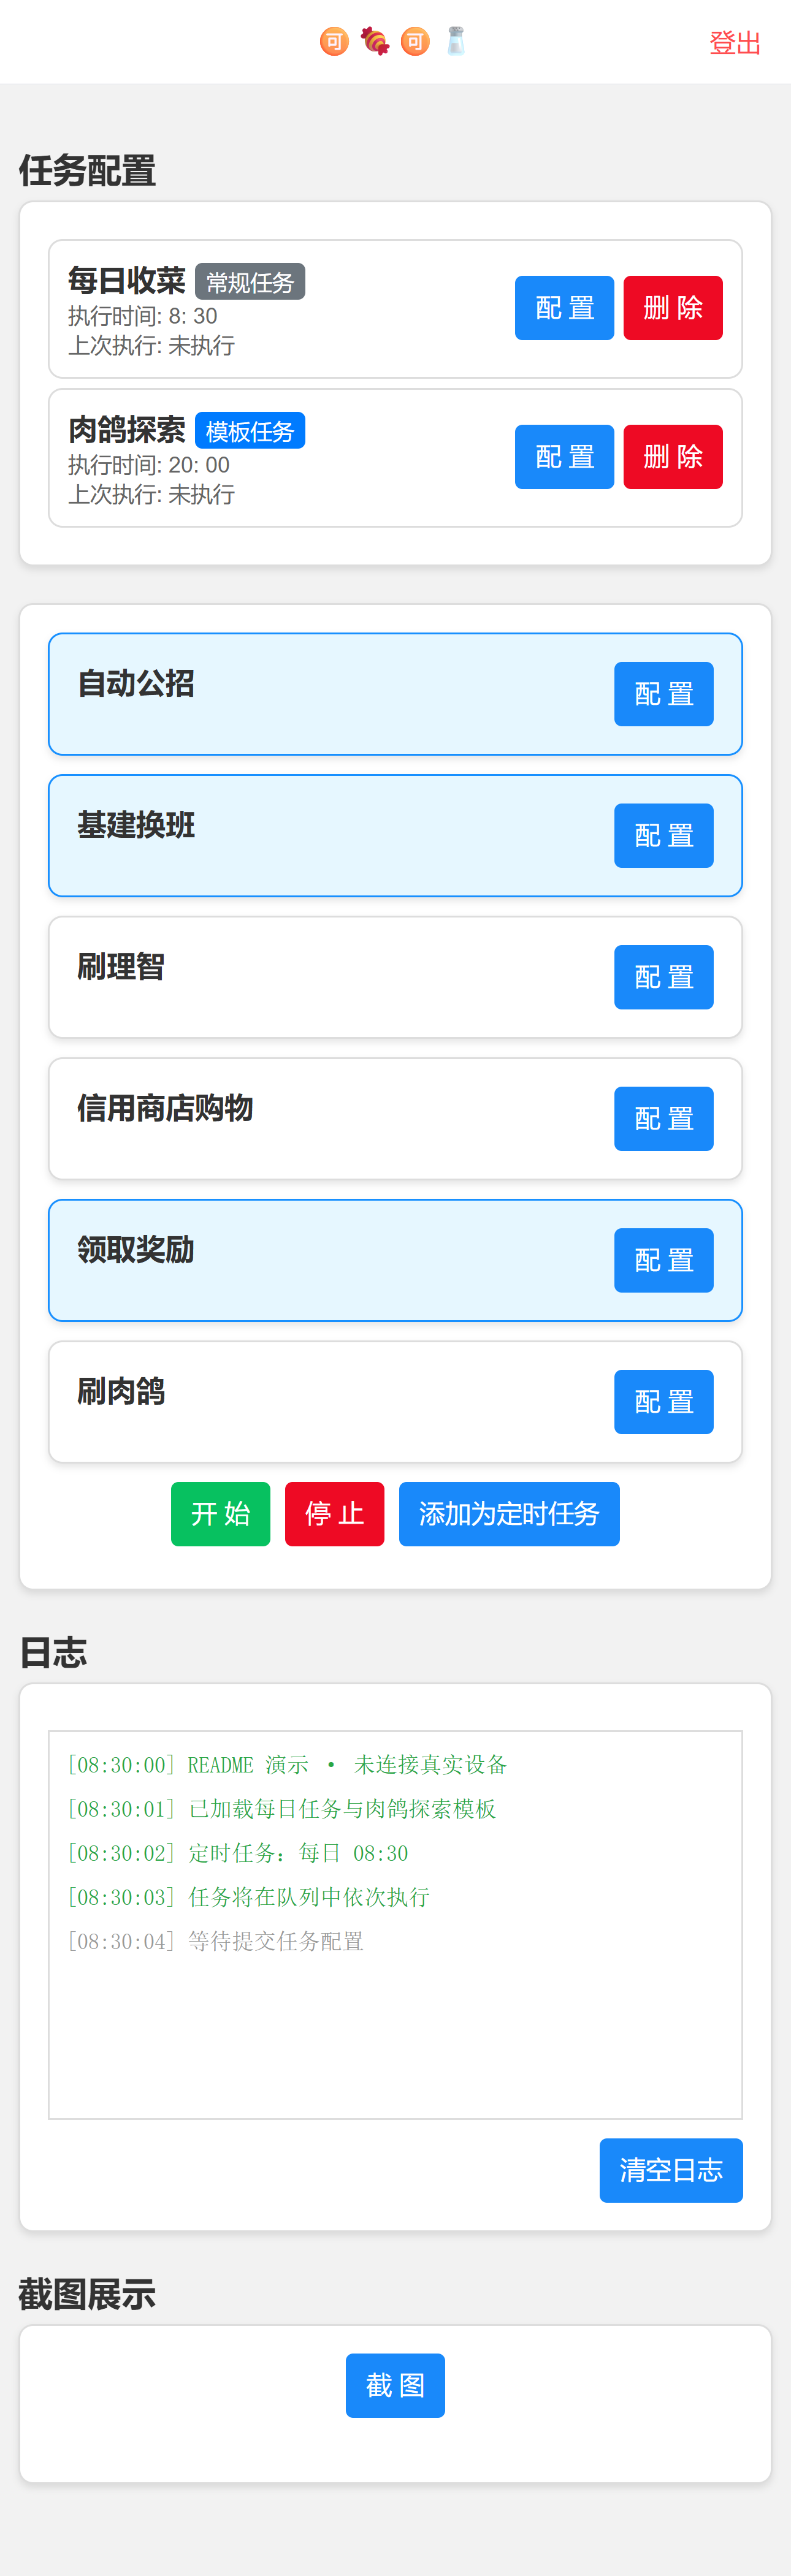 🉑🍖🉑🧂
登出
任务配置
每日收菜 常规任务
执行时间: 8: 30
上次执行: 未执行
配 置
删 除
肉鸽探索 模板任务
执行时间: 20: 00
上次执行: 未执行
配 置
删 除
自动公招
配 置
基建换班
配 置
刷理智
配 置
信用商店购物
配 置
领取奖励
配 置
刷肉鸽
配 置
开 始
停 止
添加为定时任务
日志
[08:30:00] README 演示 · 未连接真实设备
[08:30:01] 已加载每日任务与肉鸽探索模板
[08:30:02] 定时任务：每日 08:30
[08:30:03] 任务将在队列中依次执行
[08:30:04] 等待提交任务配置
清空日志
截图展示
截 图